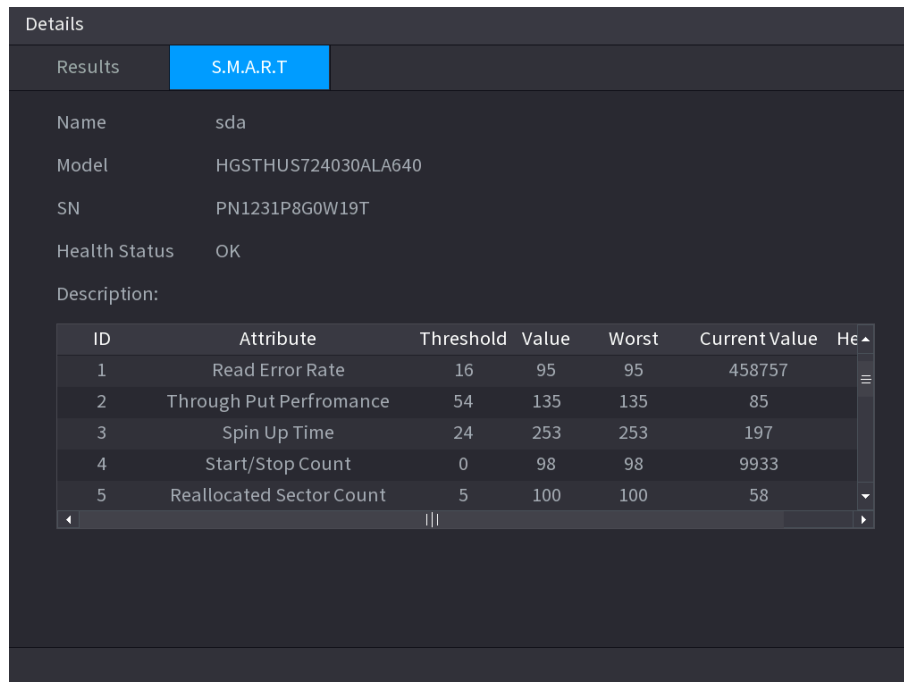 Details
Results S.M.A.R.T
Name sda
Model HGSTHUS724030ALA640
SN PN1231P8G0W19T
Health Status OK
Description:
ID Attribute Threshold Value Worst Current Value He
1 Read Error Rate 16 95 95 458757
2 Through Put Perfromance 54 135 135 85
3 Spin Up Time 24 253 253 197
4 Start/Stop Count 0 98 98 9933
5 Reallocated Sector Count 5 100 100 58